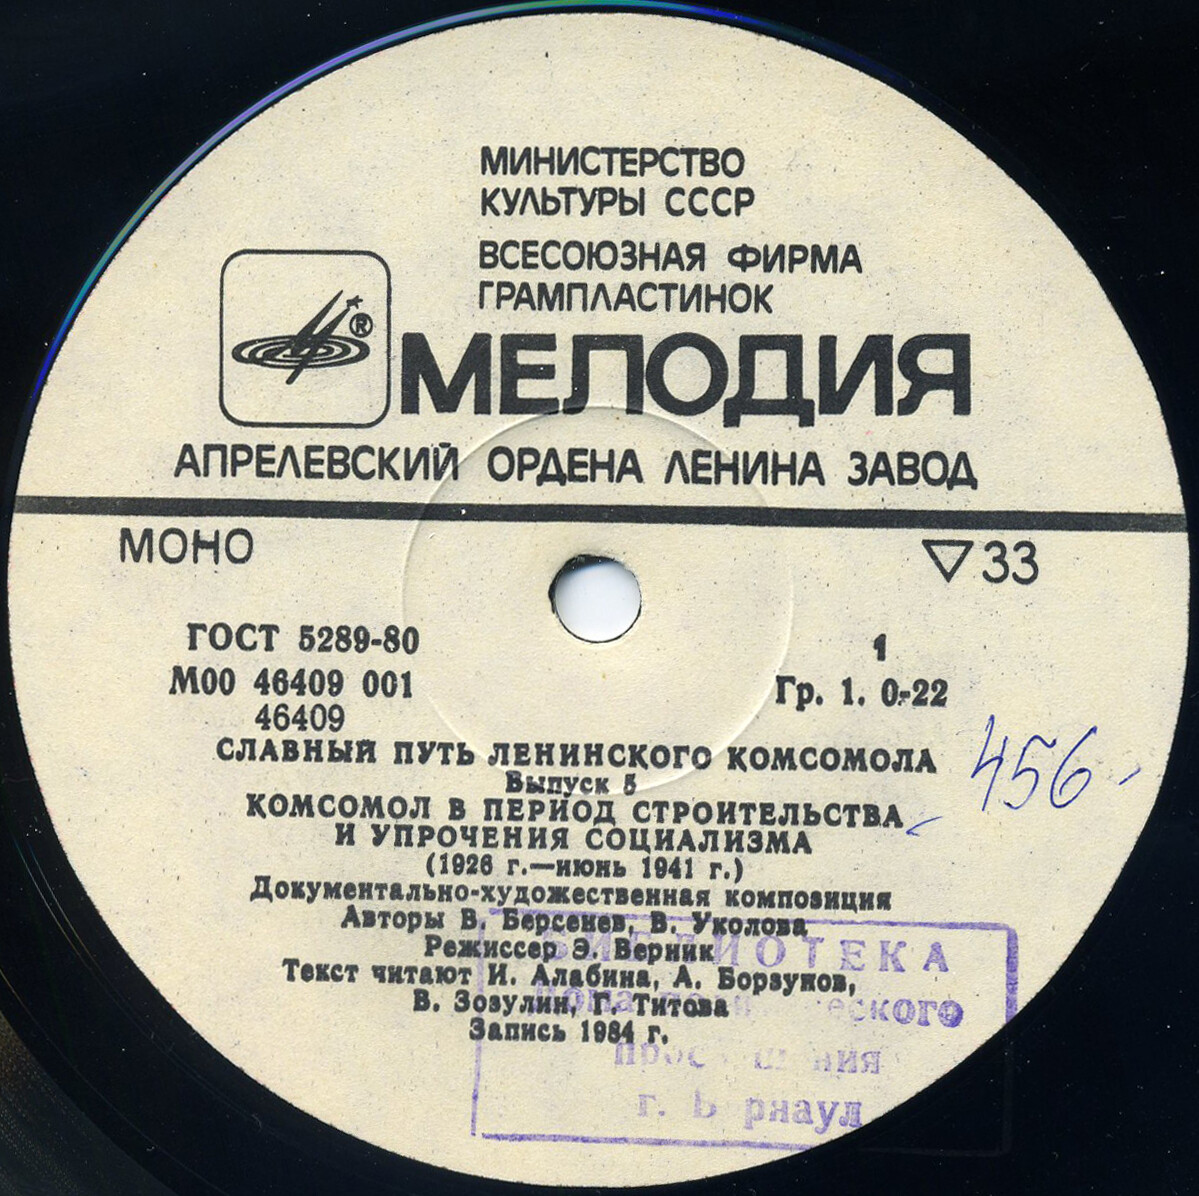 МИНИСТЕРСТВО
КУЛЬТУРЫ СССР
ВСЕСОЮЗНАЯ ФИРМА
ГРАМПЛАСТИНОК
®
МЕЛОДИЯ
АПРЕЛЕВСКИЙ ОРДЕНА ЛЕНИНА ЗАВОД
МОНО
▽33
ГОСТ 5289-80
1
М00 46409 001
Гр. 1. 0-22
46409
СЛАВНЫЙ ПУТЬ ЛЕНИНСКОГО КОМСОМОЛА
456
Выпуск 5
КОМСОМОЛ В ПЕРИОД СТРОИТЕЛЬСТВА
И УПРОЧЕНИЯ СОЦИАЛИЗМА
(1926 г.—июнь 1941 г.)
Документально-художественная композиция
Авторы В. Берсенев, В. Уколова
Режиссер Э. Верник
Текст читают И. Алабина, А. Борзунов,
В. Зозулин, Г. Титова
Запись 1984 г.
БИБЛИОТЕКА
г.